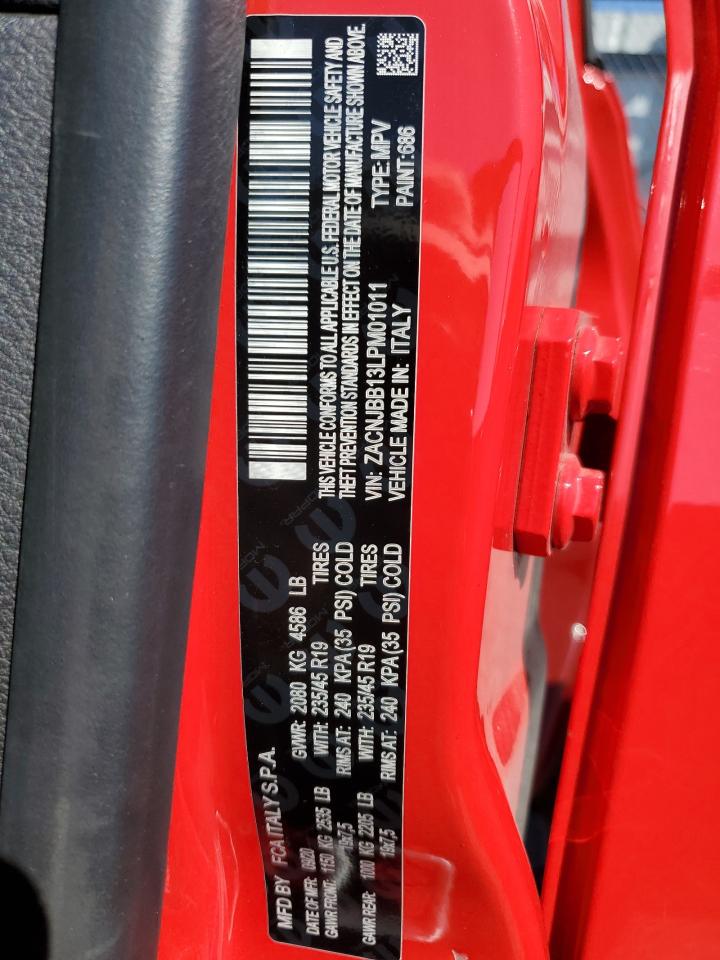 MFD BY FCA ITALY S.P.A.
DATE OF MFR: 09/20 GVWR: 2080 KG 4586 LB
GAWR FRONT: 1150 KG 2535 LB WITH: 235/45 R19 TIRES
19x7,5 RIMS AT: 240 KPA (35 PSI) COLD
GAWR REAR: 1000 KG 2205 LB WITH: 235/45 R19 TIRES
19x7,5 RIMS AT: 240 KPA (35 PSI) COLD
THIS VEHICLE CONFORMS TO ALL APPLICABLE U.S. FEDERAL MOTOR VEHICLE SAFETY AND
THEFT PREVENTION STANDARDS IN EFFECT ON THE DATE OF MANUFACTURE SHOWN ABOVE.
VIN: ZACNJBB13LPM01011 TYPE: MPV
VEHICLE MADE IN: ITALY PAINT: 686
MOPAR